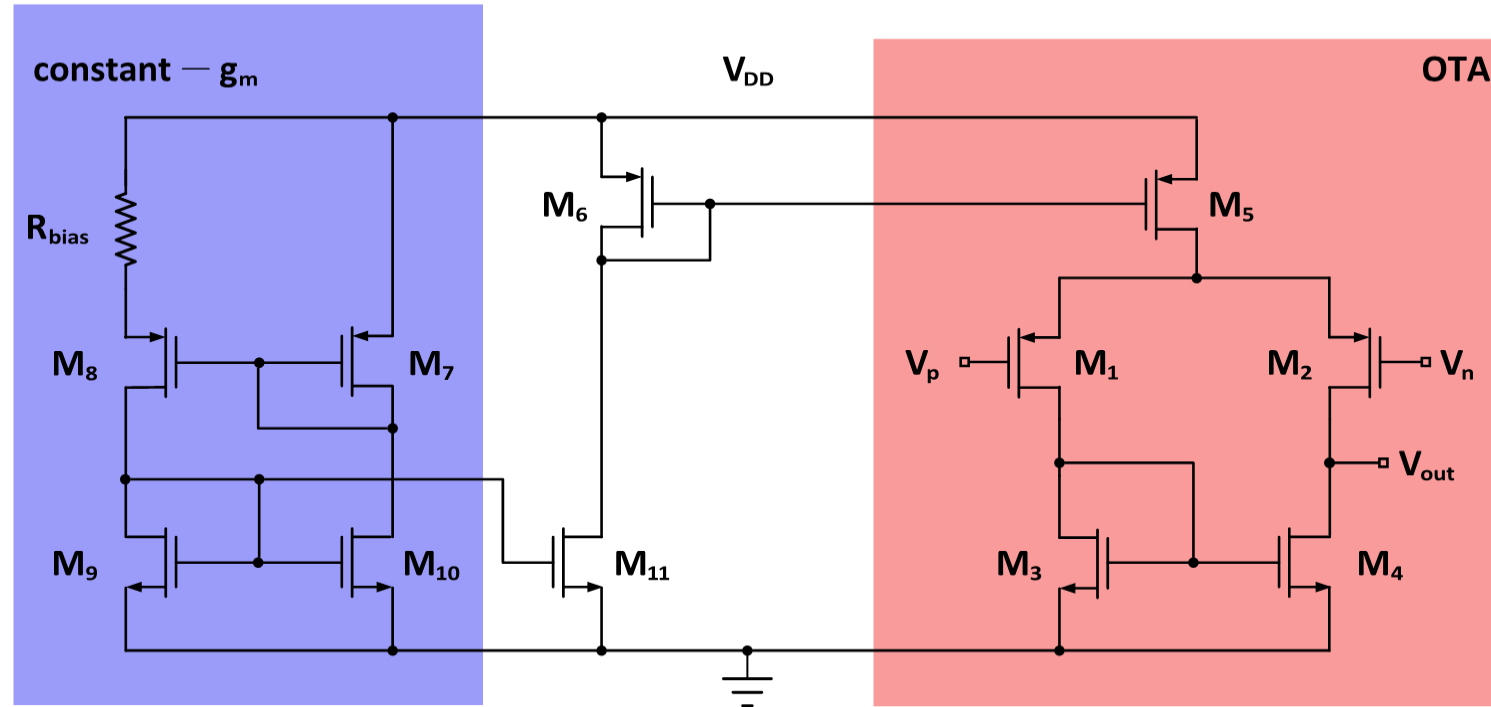 constant — gm
VDD
OTA
M6
M5
Rbias
M8
M7
Vp
M1
M2
Vn
Vout
M9
M10
M11
M3
M4